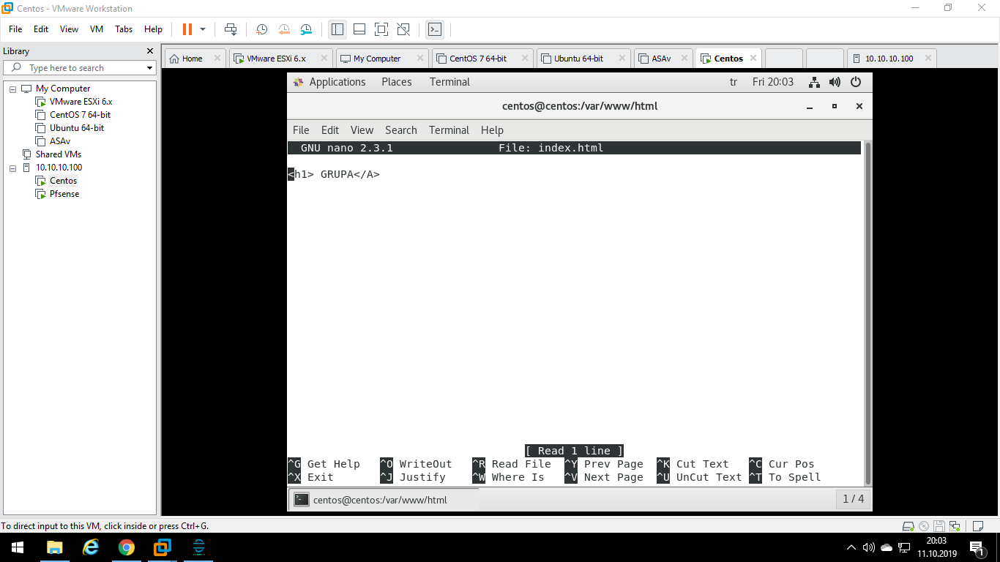 Centos - VMware Workstation
File Edit View VM Tabs Help
Library
Type here to search
My Computer
VMware ESXi 6.x
CentOS 7 64-bit
Ubuntu 64-bit
ASAv
Shared VMs
10.10.10.100
Centos
Pfsense
Home VMware ESXi 6.x My Computer CentOS 7 64-bit Ubuntu 64-bit ASAv Centos 10.10.10.100
Applications Places Terminal tr Fri 20:03
centos@centos:/var/www/html
File Edit View Search Terminal Help
GNU nano 2.3.1 File: index.html
<h1> GRUPA</A>
[ Read 1 line ]
^G Get Help ^O WriteOut ^R Read File ^Y Prev Page ^K Cut Text ^C Cur Pos
^X Exit ^J Justify ^W Where Is ^V Next Page ^U UnCut Text ^T To Spell
centos@centos:/var/www/html 1 / 4
To direct input to this VM, click inside or press Ctrl+G.
20:03
11.10.2019
1